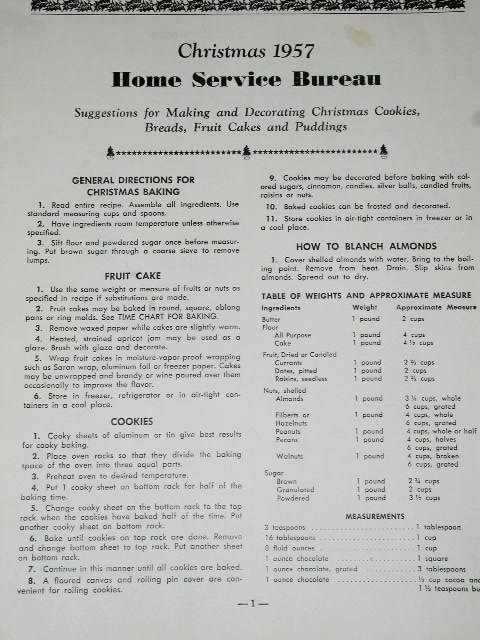 Christmas 1957
Home Service Bureau
Suggestions for Making and Decorating Christmas Cookies,
Breads, Fruit Cakes and Puddings
GENERAL DIRECTIONS FOR
CHRISTMAS BAKING
1. Read entire recipe. Assemble all ingredients. Use
standard measuring cups and spoons.
2. Have ingredients room temperature unless otherwise
specified.
3. Sift flour and powdered sugar once before measur-
ing. Put brown sugar through a coarse sieve to remove
lumps.
FRUIT CAKE
1. Use the same weight or measure of fruits or nuts as
specified in recipe if substitutions are made.
2. Fruit cakes may be baked in round, square, oblong
pans or ring molds. See TIME CHART FOR BAKING.
3. Remove waxed paper while cakes are slightly warm.
4. Heated, strained apricot jam may be used as a
glaze. Brush with glaze and decorate.
5. Wrap fruit cakes in moisture-vapor-proof wrapping
such as Saran wrap, aluminum foil or freezer paper. Cakes
may be unwrapped and brandy or wine poured over them
occasionally to improve the flavor.
6. Store in freezer, refrigerator or in air-tight con-
tainers in a cool place.
COOKIES
1. Cooky sheets of aluminum or tin give best results
for cooky baking.
2. Place oven racks so that they divide the baking
space of the oven into three equal parts.
3. Preheat oven to desired temperature.
4. Put 1 cooky sheet on bottom rack for half of the
baking time.
5. Change cooky sheet on the bottom rack to the top
rack when the cookies have baked half of the time. Put
another cooky sheet on bottom rack.
6. Bake until cookies on top rack are done. Remove
and change bottom sheet to top rack. Put another sheet
on bottom rack.
7. Continue in this manner until all cookies are baked.
8. A floured canvas and rolling pin cover are con-
venient for rolling cookies.
9. Cookies may be decorated before baking with col-
ored sugars, cinnamon, candies, silver balls, candied fruits,
raisins or nuts.
10. Baked cookies can be frosted and decorated.
11. Store cookies in air-tight containers in freezer or in
a cool place.
HOW TO BLANCH ALMONDS
1. Cover shelled almonds with water. Bring to the boil-
ing point. Remove from heat. Drain. Slip skins from
almonds. Spread out to dry.
TABLE OF WEIGHTS AND APPROXIMATE MEASURE
Ingredients Weight Approximate Measure
Butter 1 pound 2 cups
Flour
All Purpose 1 pound 4 cups
Cake 1 pound 4 ½ cups
Fruit, Dried or Candied
Currants 1 pound 2 ⅔ cups
Dates, pitted 1 pound 2 cups
Raisins, seedless 1 pound 2 ⅔ cups
Nuts, shelled
Almonds 1 pound 3 ½ cups, whole
6 cups, grated
Filberts or 1 pound 4 cups, whole
Hazelnuts 6 cups, grated
Peanuts 1 pound 4 cups, whole or half
Pecans 1 pound 4 cups, halves
6 cups, grated
Walnuts 1 pound 4 cups, broken
6 cups, grated
Sugar
Brown 1 pound 2 ¾ cups
Granulated 1 pound 2 cups
Powdered 1 pound 3 ½ cups
MEASUREMENTS
3 teaspoons 1 tablespoon
16 tablespoons 1 cup
8 fluid ounces 1 cup
1 ounce chocolate 1 square
1 ounce chocolate, grated 3 tablespoons
1 ounce chocolate ¼ cup cocoa and
1 ½ teaspoons bu
—1—